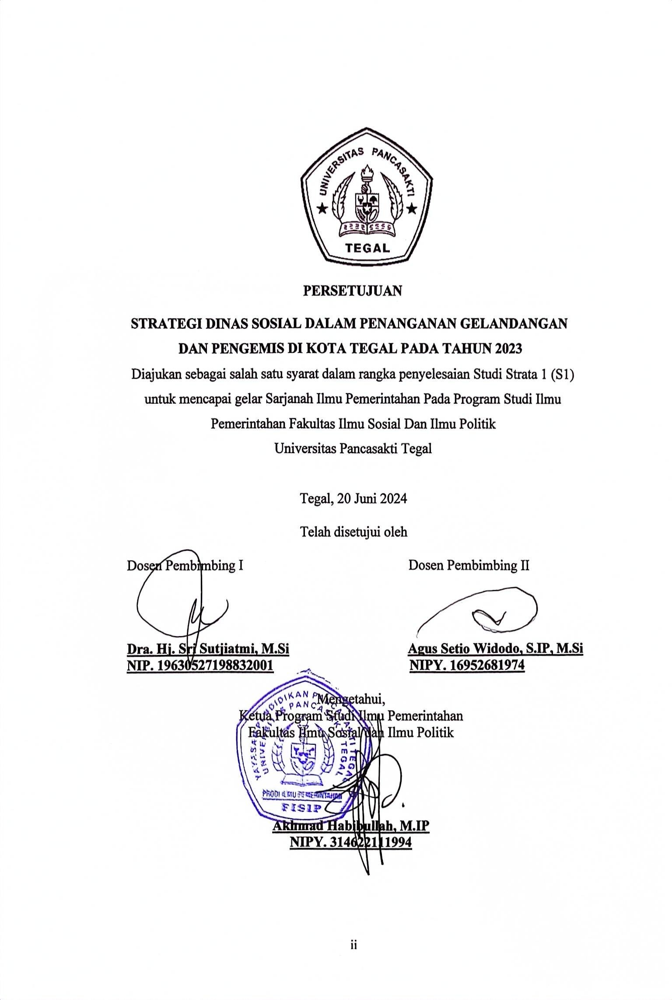 UNIVERSITAS PANCASAKTI
TEGAL
PERSETUJUAN
STRATEGI DINAS SOSIAL DALAM PENANGANAN GELANDANGAN
DAN PENGEMIS DI KOTA TEGAL PADA TAHUN 2023
Diajukan sebagai salah satu syarat dalam rangka penyelesaian Studi Strata 1 (S1)
untuk mencapai gelar Sarjanah Ilmu Pemerintahan Pada Program Studi Ilmu
Pemerintahan Fakultas Ilmu Sosial Dan Ilmu Politik
Universitas Pancasakti Tegal
Tegal, 20 Juni 2024
Telah disetujui oleh
Dosen Pembimbing I
Dosen Pembimbing II
Dra. Hj. Sri Sutjiatmi, M.Si
NIP. 19630527198832001
Agus Setio Widodo, S.IP, M.Si
NIPY. 16952681974
Mengetahui,
Ketua Program Studi Ilmu Pemerintahan
Fakultas Ilmu Sosial dan Ilmu Politik
YAYASAN PENDIDIKAN PANCASAKTI TEGAL
UNIVERSITAS PANCASAKTI TEGAL
PRODI ILMU PEMERINTAHAN
FISIP
Akhmad Habibullah, M.IP
NIPY. 314622111994
ii